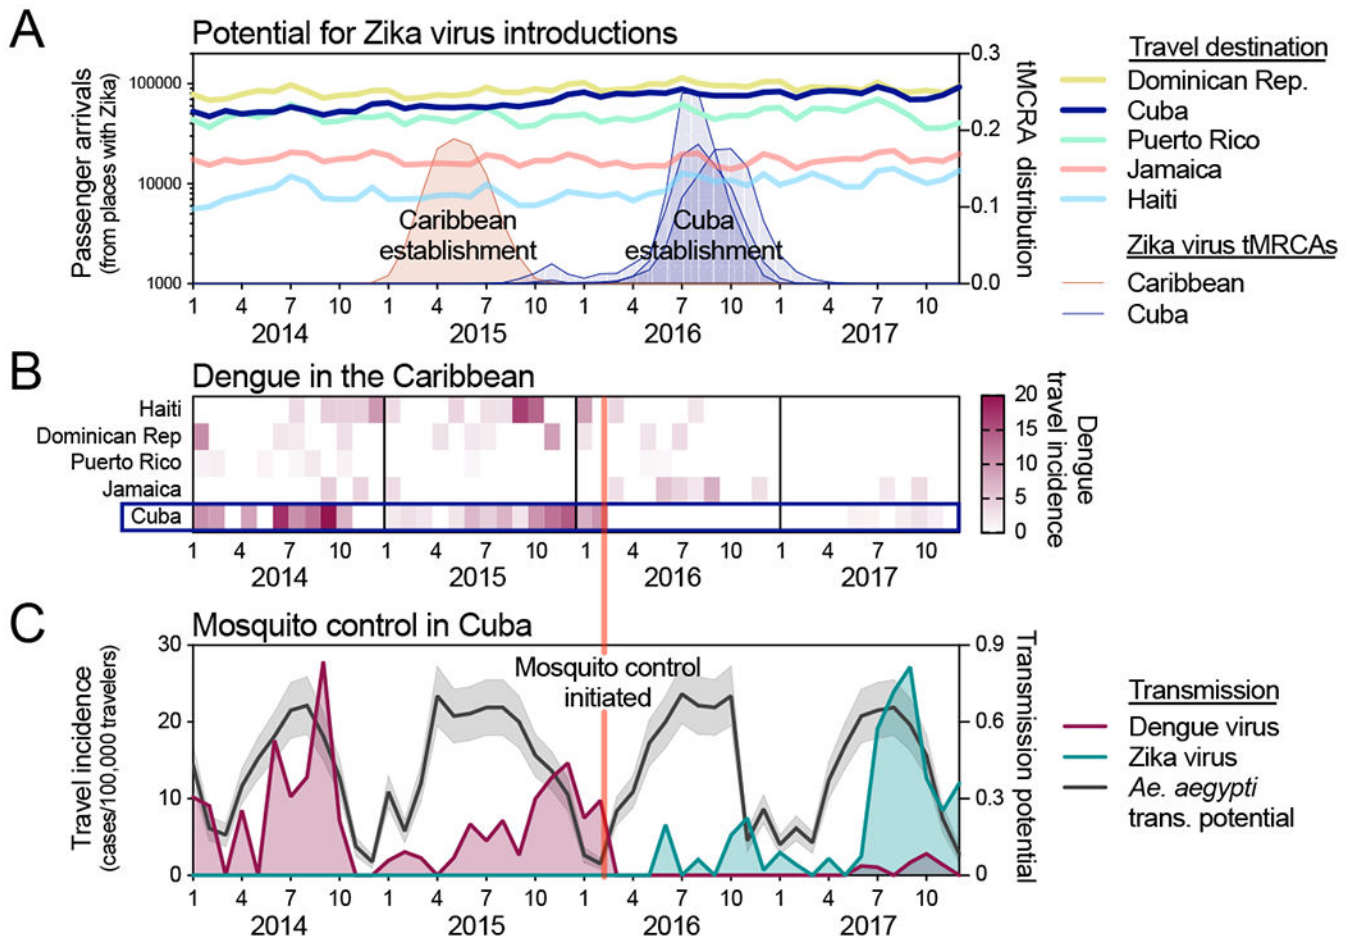 A
Potential for Zika virus introductions
Passenger arrivals
(from places with Zika)
100000
10000
1000
0.3
0.2
0.1
0.0
tMCRA distribution
Caribbean
establishment
Cuba
establishment
1 4 7 10 1 4 7 10 1 4 7 10 1 4 7 10
2014 2015 2016 2017
Travel destination
Dominican Rep.
Cuba
Puerto Rico
Jamaica
Haiti
Zika virus tMRCAs
Caribbean
Cuba
B
Dengue in the Caribbean
Haiti
Dominican Rep
Puerto Rico
Jamaica
Cuba
1 4 7 10 1 4 7 10 1 4 7 10 1 4 7 10
2014 2015 2016 2017
20
15
10
5
0
Dengue
travel incidence
C
Mosquito control in Cuba
Travel incidence
(cases/100,000 travelers)
30
20
10
0
Mosquito control
initiated
0.9
0.6
0.3
0
Transmission potential
1 4 7 10 1 4 7 10 1 4 7 10 1 4 7 10
2014 2015 2016 2017
Transmission
Dengue virus
Zika virus
Ae. aegypti
trans. potential